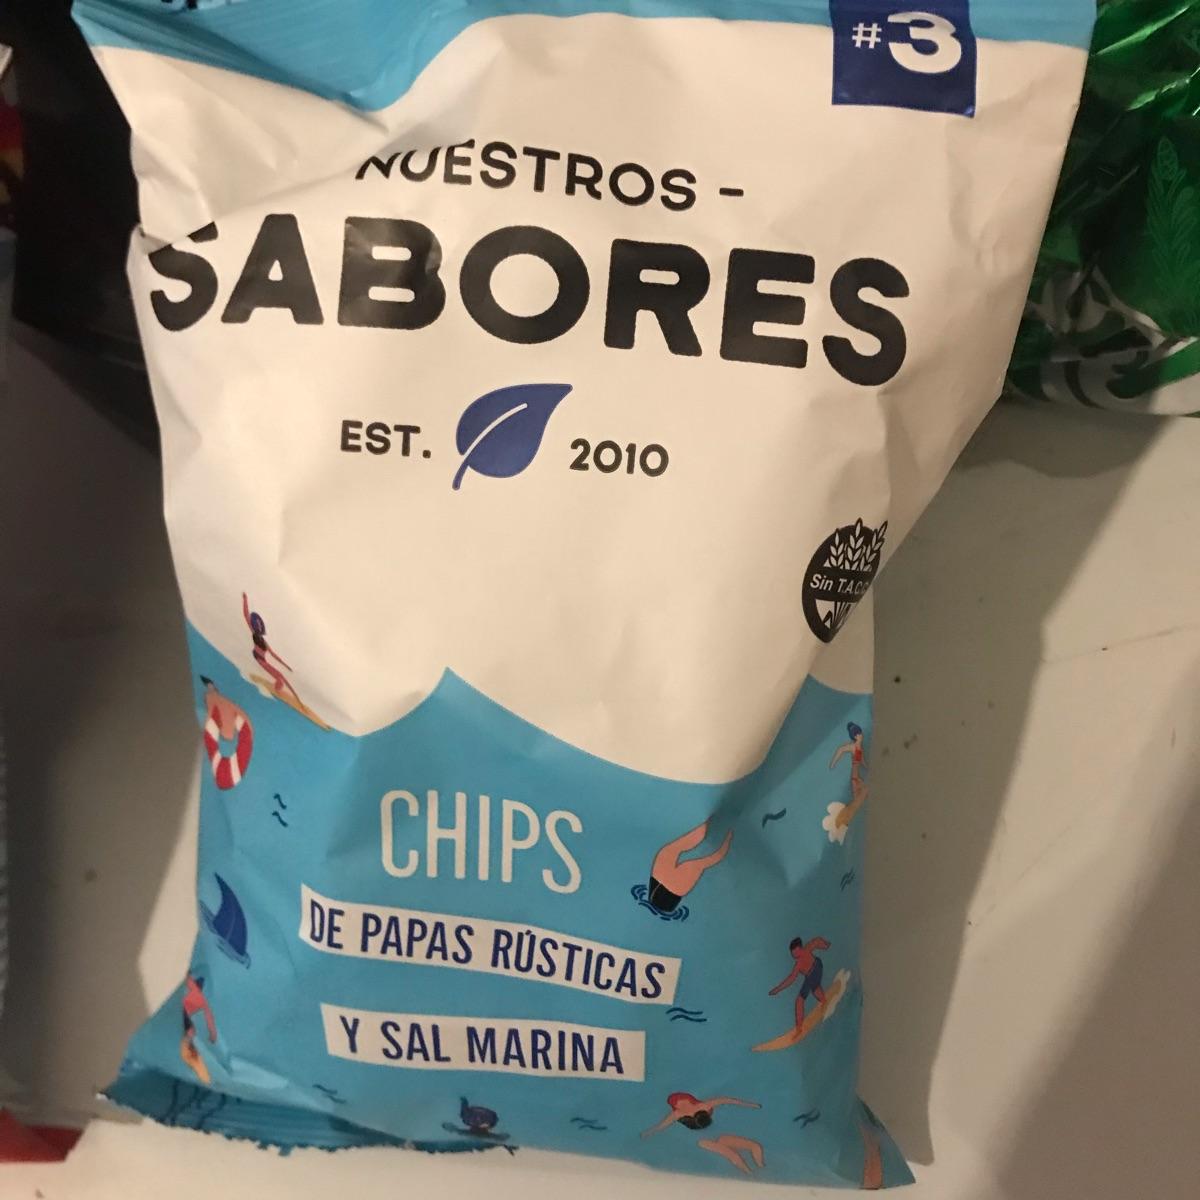 #3
NUESTROS -
SABORES
EST. 2010
Sin T.A.C.C.
CHIPS
DE PAPAS RÚSTICAS
Y SAL MARINA